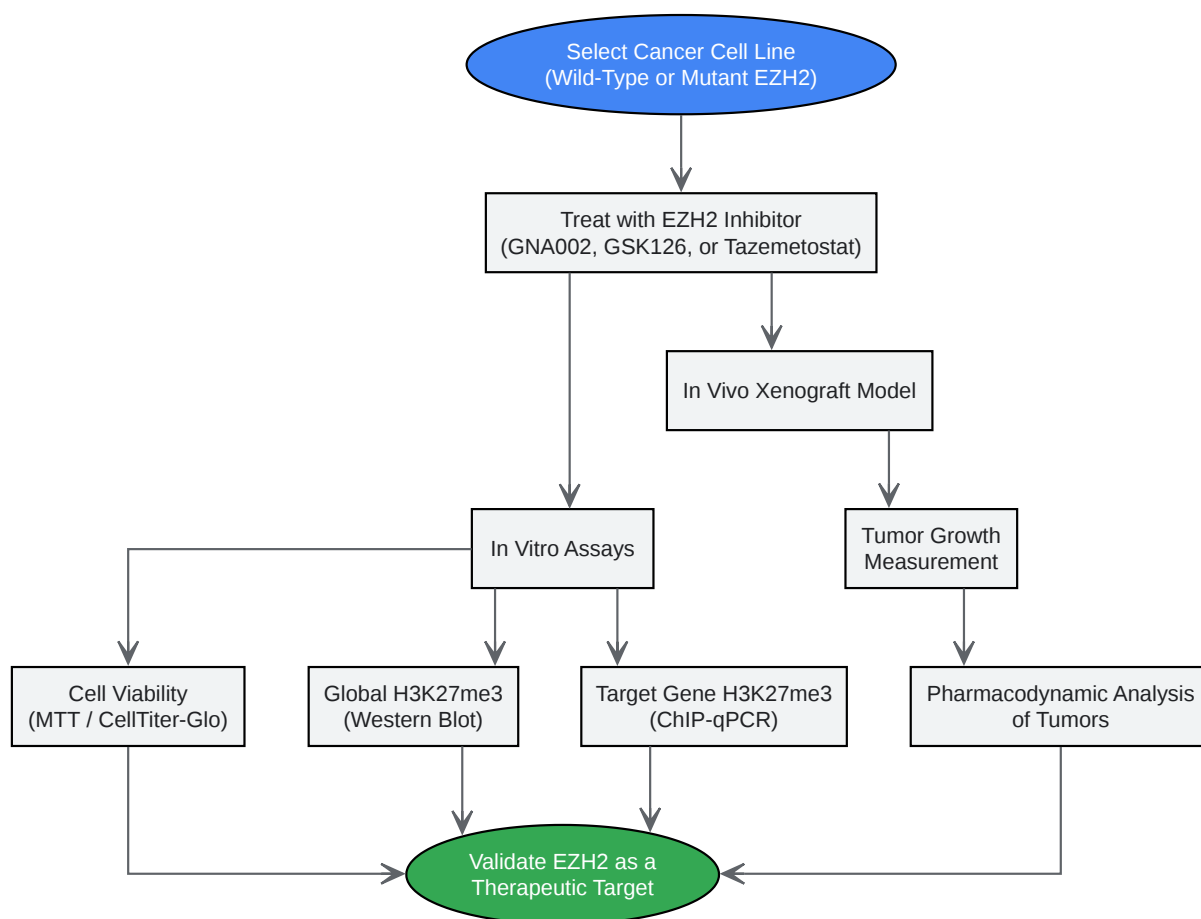 Select Cancer Cell Line
(Wild-Type or Mutant EZH2)
Treat with EZH2 Inhibitor
(GNA002, GSK126, or Tazemetostat)
In Vivo Xenograft Model
In Vitro Assays
Tumor Growth
Measurement
Cell Viability
(MTT / CellTiter-Glo)
Global H3K27me3
(Western Blot)
Target Gene H3K27me3
(ChIP-qPCR)
Pharmacodynamic Analysis
of Tumors
Validate EZH2 as a
Therapeutic Target